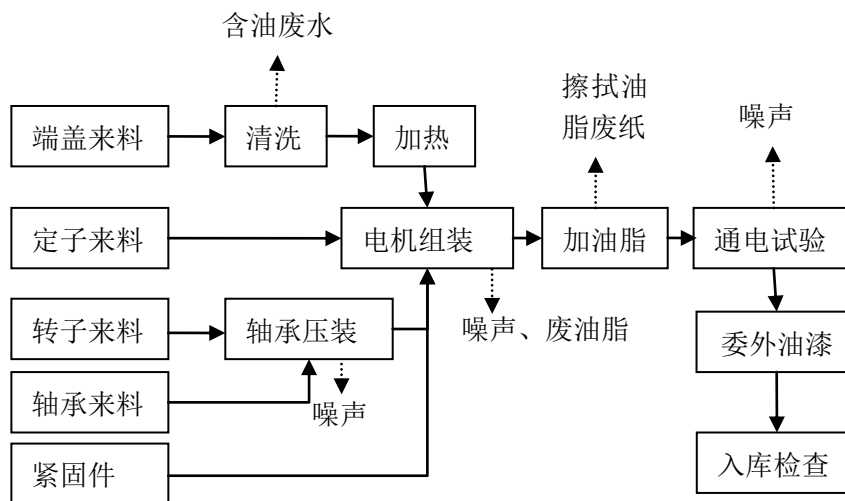 含油废水
擦拭油
脂废纸
噪声
端盖来料
清洗
加热
定子来料
电机组装
加油脂
通电试验
转子来料
轴承压装
噪声、废油脂
委外油漆
轴承来料
噪声
紧固件
入库检查